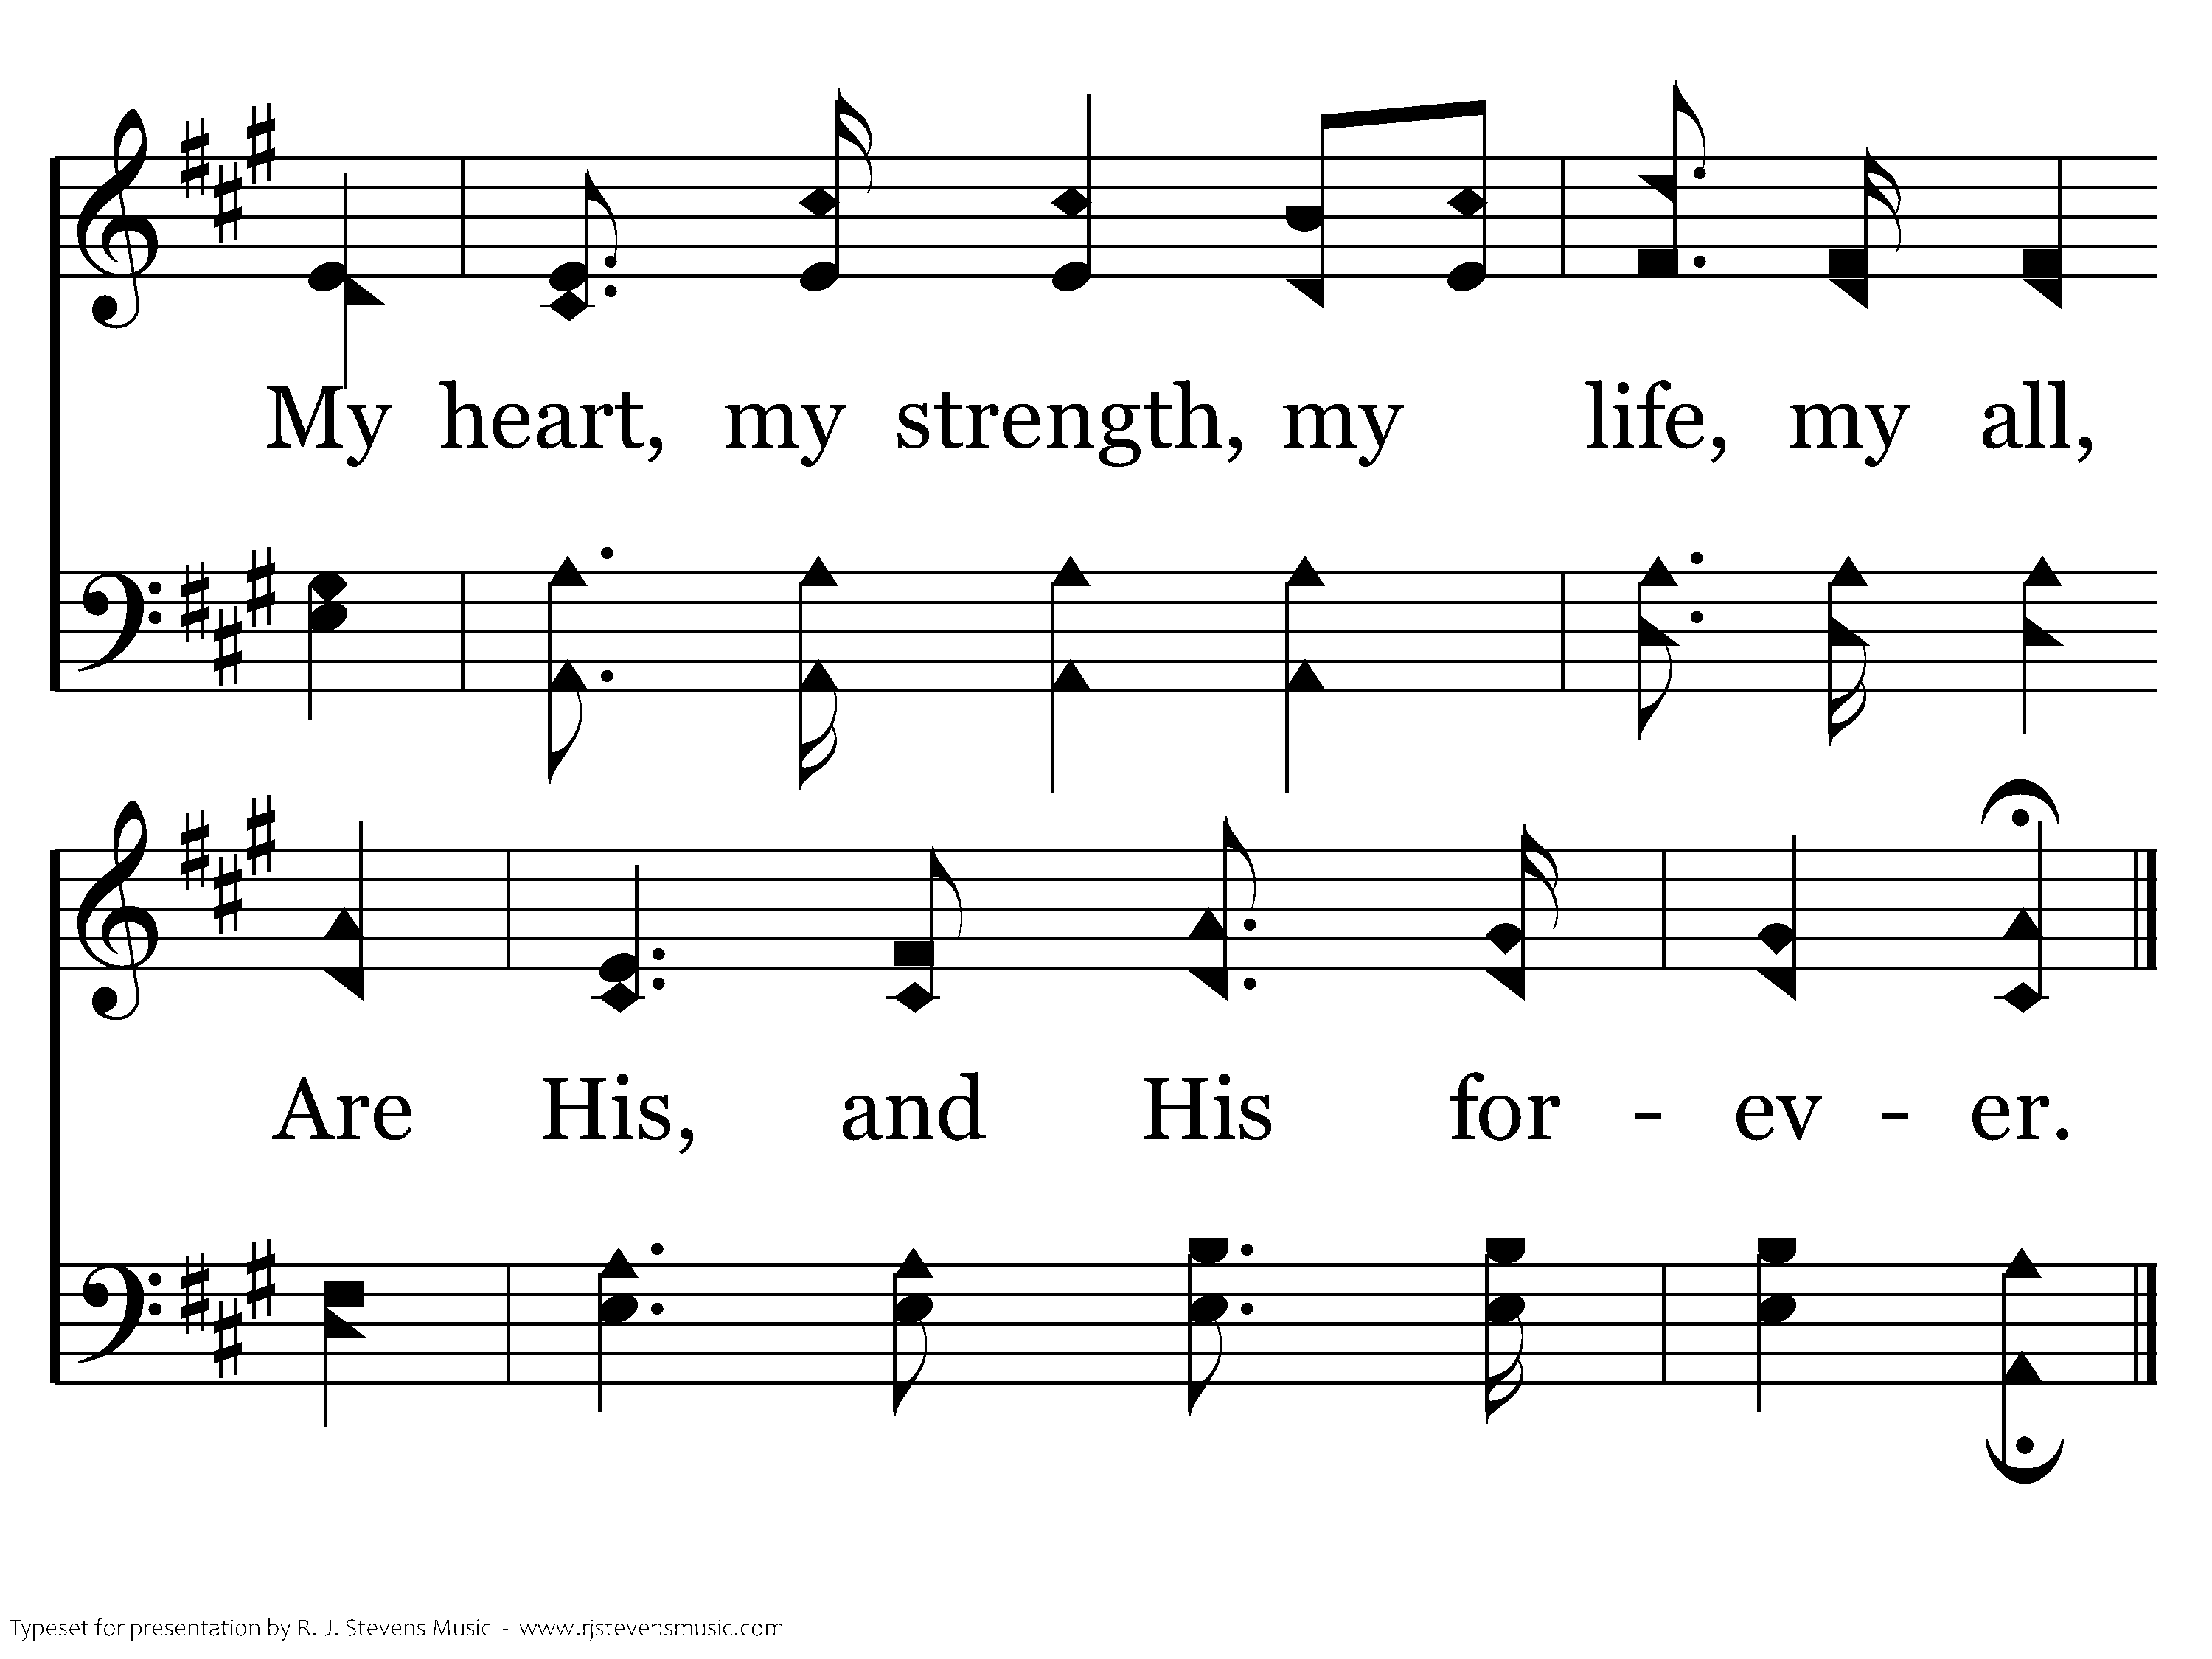 My heart, my strength, my life, my all,
Are His, and His for - ev - er.
Typeset for presentation by R. J. Stevens Music - www.rjstevensmusic.com